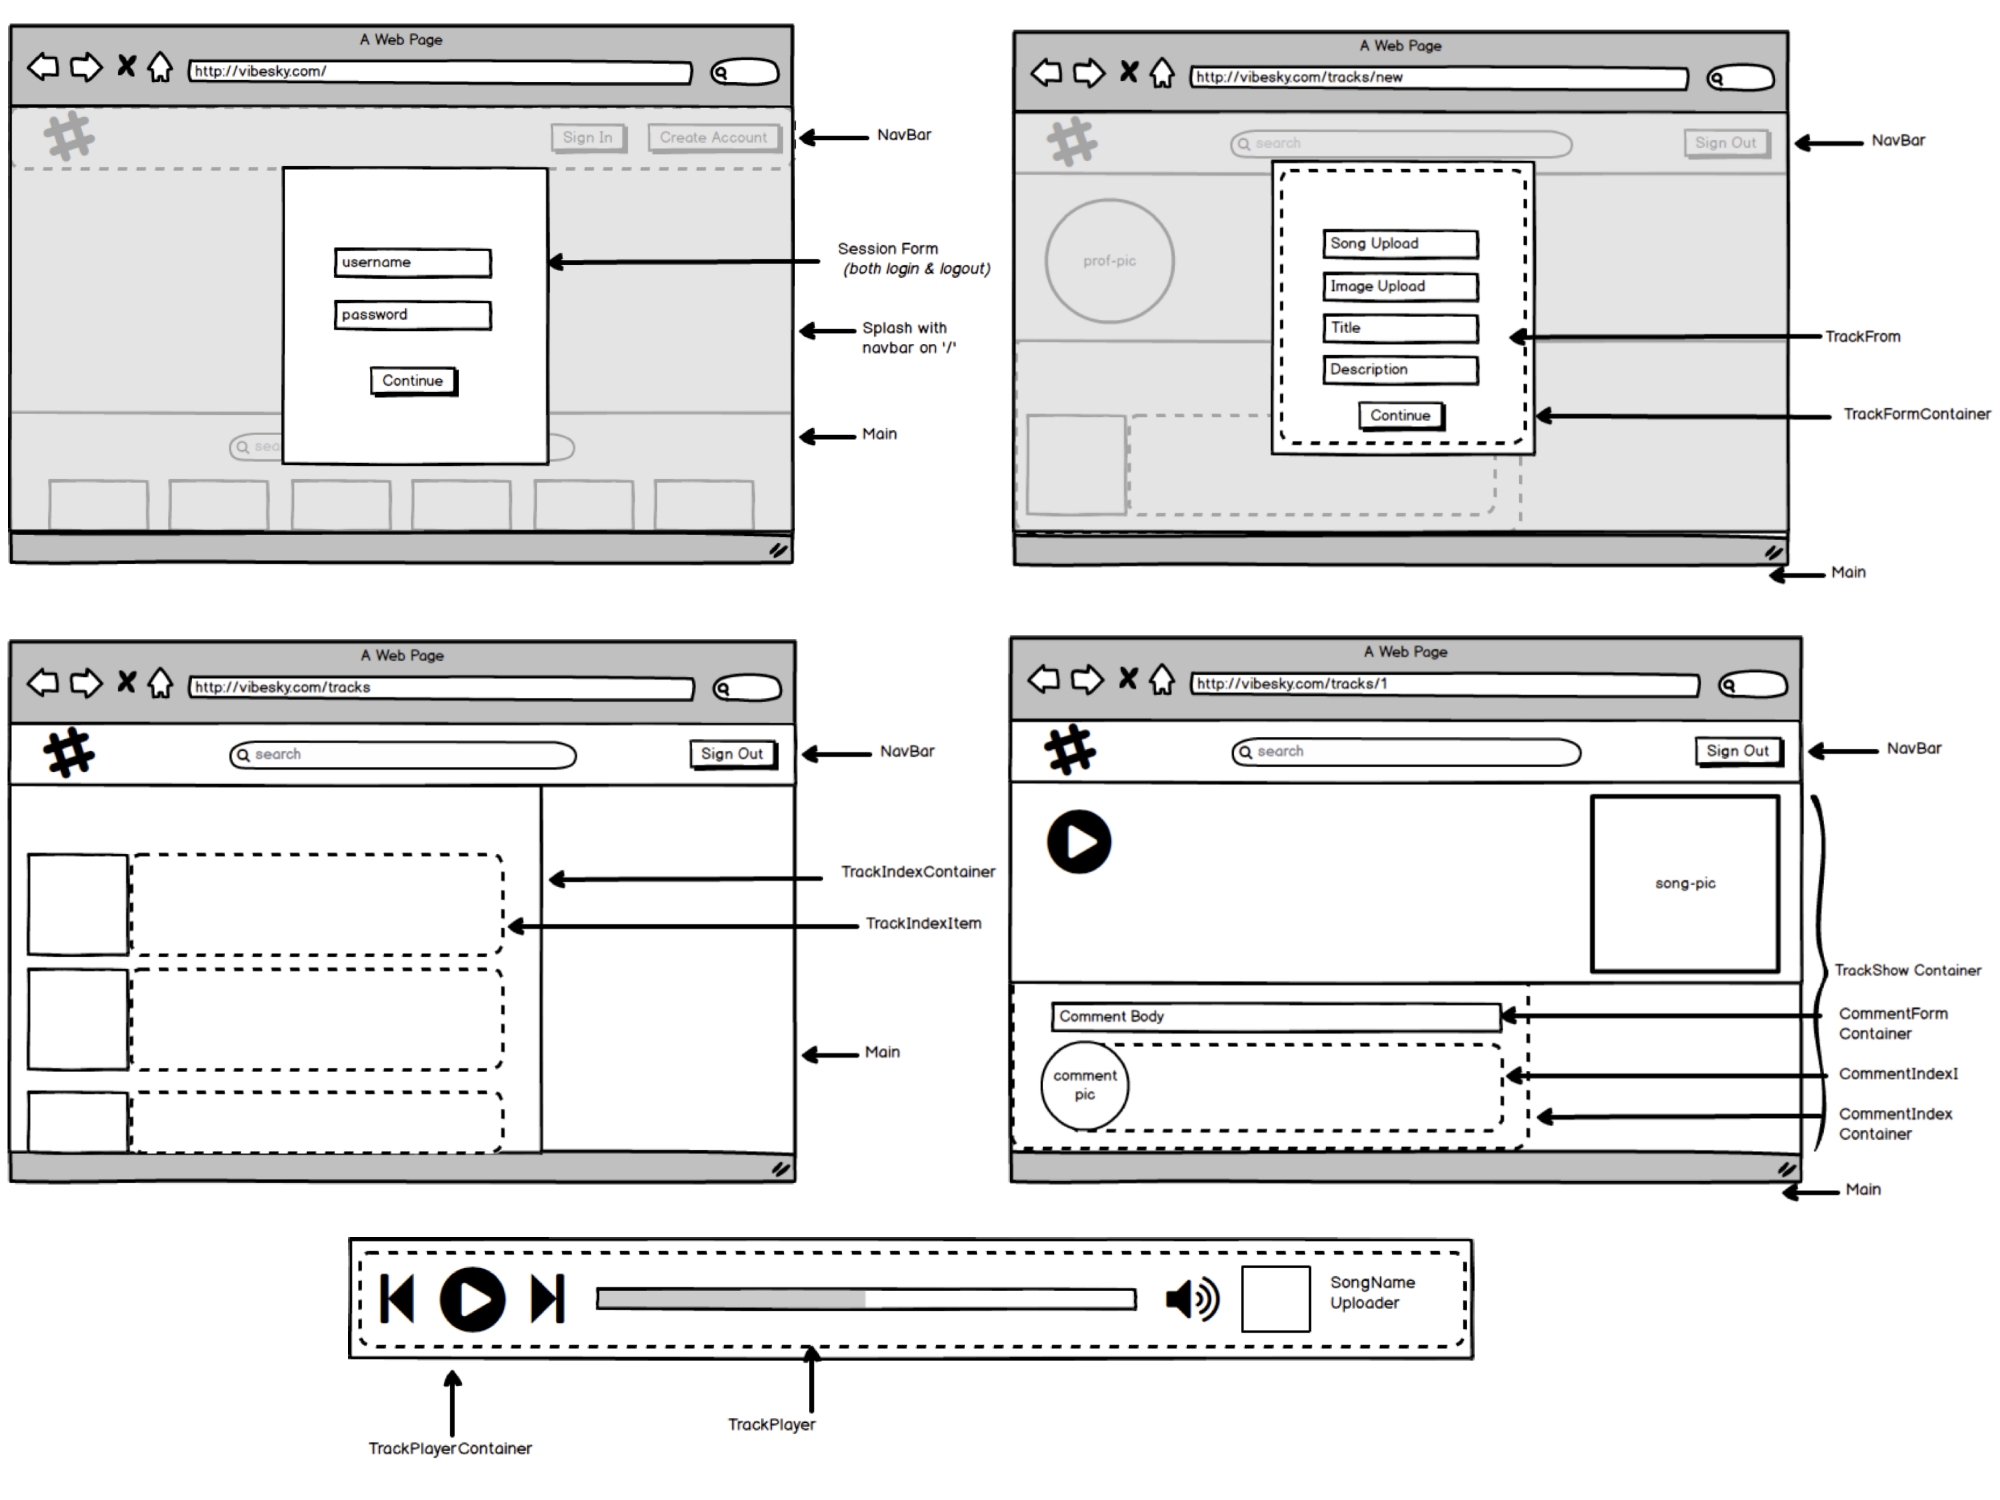 A Web Page
http://vibesky.com/
Sign In
Create Account
NavBar
username
password
Continue
Session Form
(both login & logout)
Splash with
navbar on '/'
Main
A Web Page
http://vibesky.com/tracks/new
search
Sign Out
NavBar
prof-pic
Song Upload
Image Upload
Title
Description
Continue
TrackFrom
TrackFormContainer
Main
A Web Page
http://vibesky.com/tracks
search
Sign Out
NavBar
TrackIndexContainer
TrackIndexItem
Main
A Web Page
http://vibesky.com/tracks/1
search
Sign Out
NavBar
song-pic
TrackShow Container
Comment Body
CommentForm
Container
comment
pic
CommentIndexI
CommentIndex
Container
Main
SongName
Uploader
TrackPlayer
TrackPlayerContainer